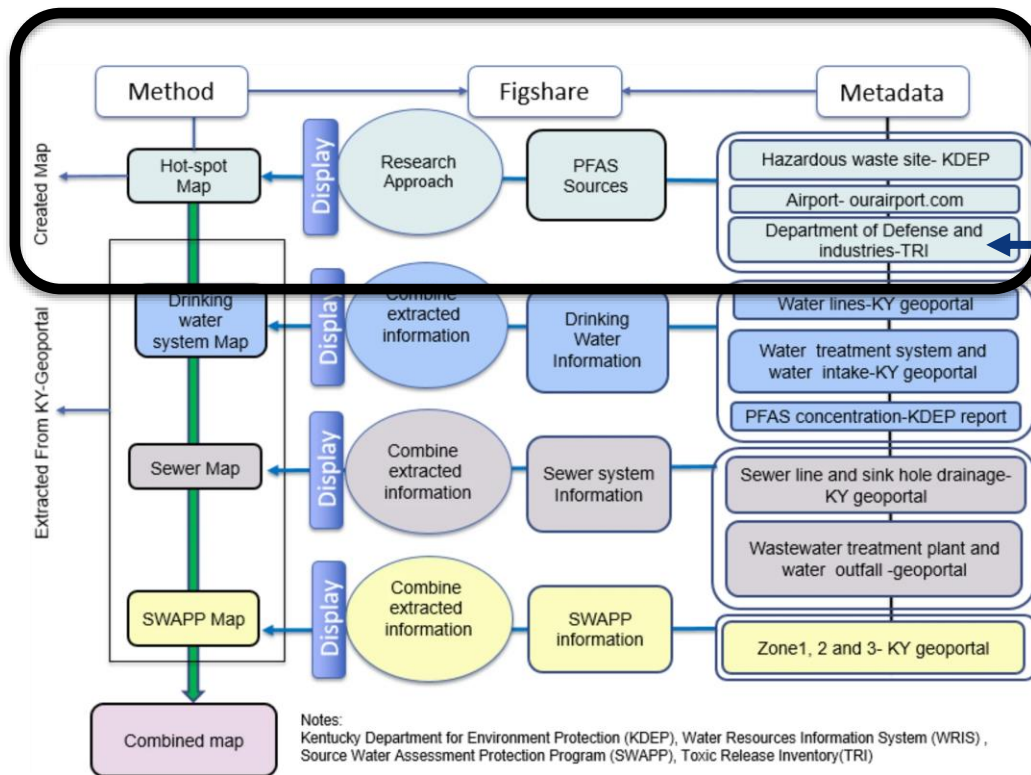 Method
Figshare
Metadata
Created Map
Hot-spot
Map
Display
Research
Approach
PFAS
Sources
Hazardous waste site- KDEP
Airport- ourairport.com
Department of Defense and
industries-TRI
Extracted From KY-Geoportal
Drinking
water
system Map
Display
Combine
extracted
information
Drinking
Water
Information
Water lines-KY geoportal
Water treatment system and
water intake-KY geoportal
PFAS concentration-KDEP report
Sewer Map
Display
Combine
extracted
information
Sewer system
Information
Sewer line and sink hole drainage-
KY geoportal
Wastewater treatment plant and
water outfall -geoportal
SWAPP Map
Display
Combine
extracted
information
SWAPP
information
Zone1, 2 and 3- KY geoportal
Combined map
Notes:
Kentucky Department for Environment Protection (KDEP), Water Resources Information System (WRIS) ,
Source Water Assessment Protection Program (SWAPP), Toxic Release Inventory(TRI)